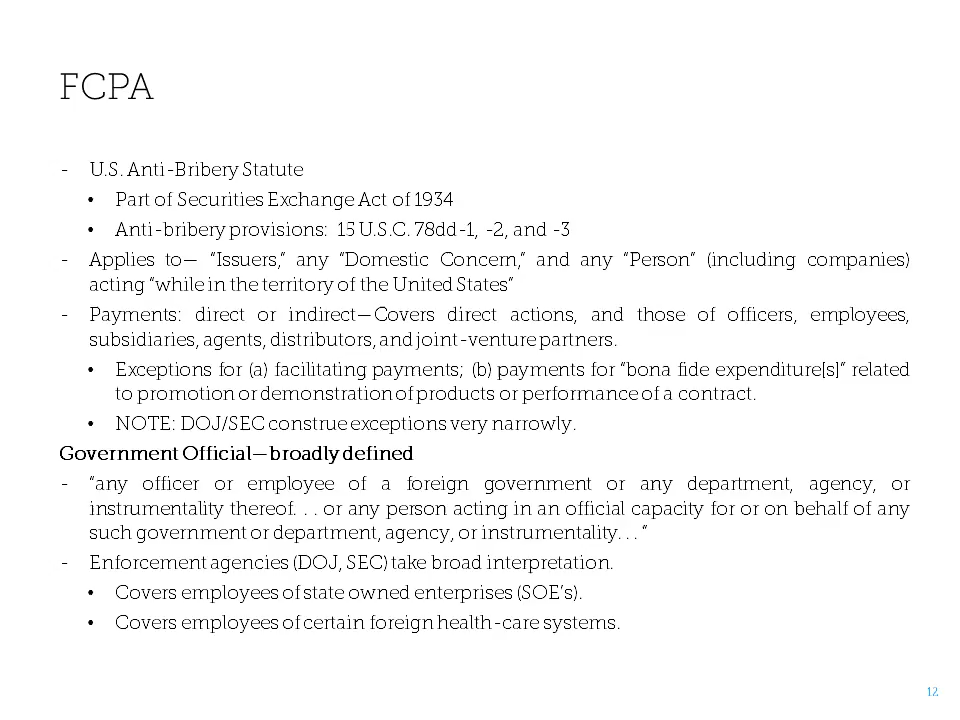 FCPA
- U.S. Anti-Bribery Statute
• Part of Securities Exchange Act of 1934
• Anti-bribery provisions: 15 U.S.C. 78dd-1, -2, and -3
- Applies to— “Issuers,” any “Domestic Concern,” and any “Person” (including companies)
acting “while in the territory of the United States”
- Payments: direct or indirect—Covers direct actions, and those of officers, employees,
subsidiaries, agents, distributors, and joint-venture partners.
• Exceptions for (a) facilitating payments; (b) payments for “bona fide expenditure[s]” related
to promotion or demonstration of products or performance of a contract.
• NOTE: DOJ/SEC construe exceptions very narrowly.
Government Official—broadly defined
- “any officer or employee of a foreign government or any department, agency, or
instrumentality thereof. . . or any person acting in an official capacity for or on behalf of any
such government or department, agency, or instrumentality. . . “
- Enforcement agencies (DOJ, SEC) take broad interpretation.
• Covers employees of state owned enterprises (SOE’s).
• Covers employees of certain foreign health-care systems.
12